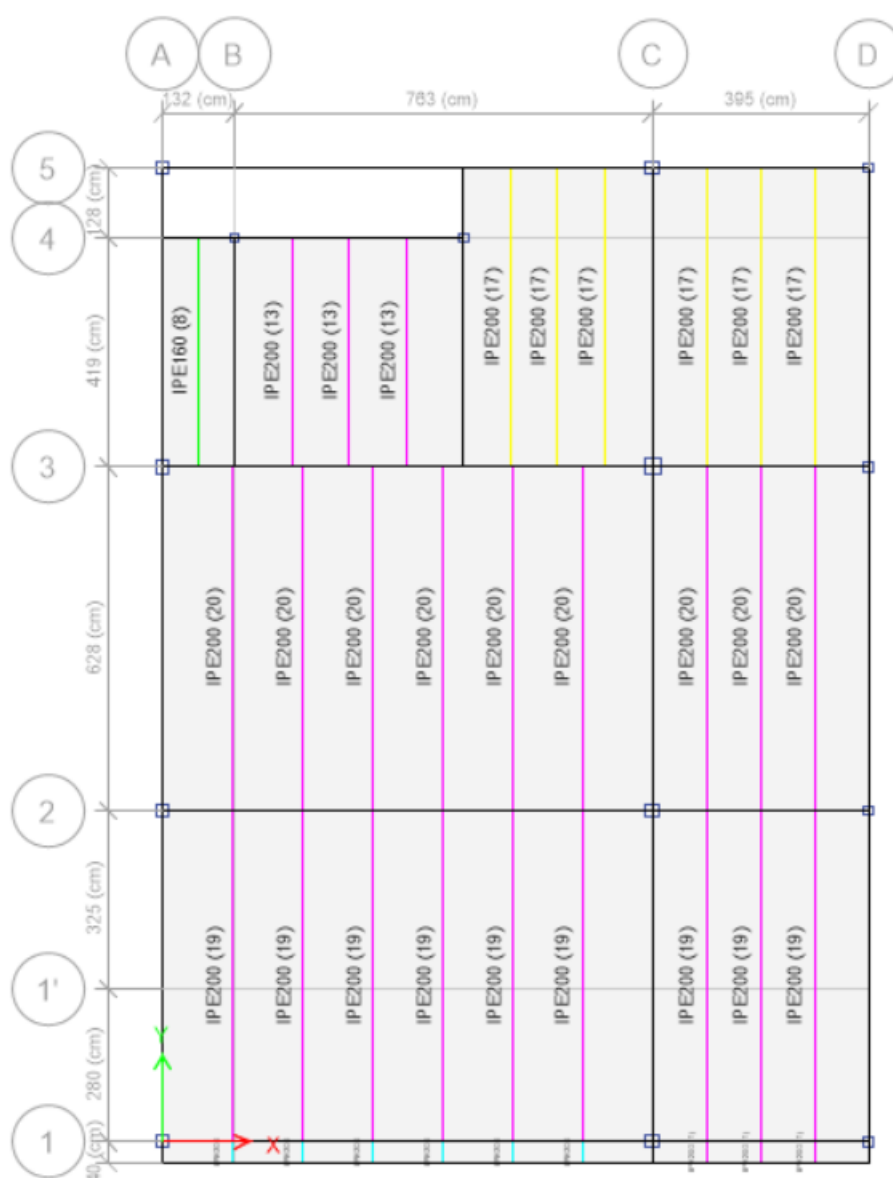 A B C D
132 (cm) 763 (cm) 395 (cm)
5
128 (cm)
4
IPE160 (8) IPE200 (13) IPE200 (13) IPE200 (13) IPE200 (17) IPE200 (17) IPE200 (17) IPE200 (17) IPE200 (17) IPE200 (17)
419 (cm)
3
IPE200 (20) IPE200 (20) IPE200 (20) IPE200 (20) IPE200 (20) IPE200 (20) IPE200 (20) IPE200 (20) IPE200 (20)
628 (cm)
2
325 (cm)
IPE200 (19) IPE200 (19) IPE200 (19) IPE200 (19) IPE200 (19) IPE200 (19) IPE200 (19) IPE200 (19) IPE200 (19)
1'
Y
280 (cm)
1
X
(cm)